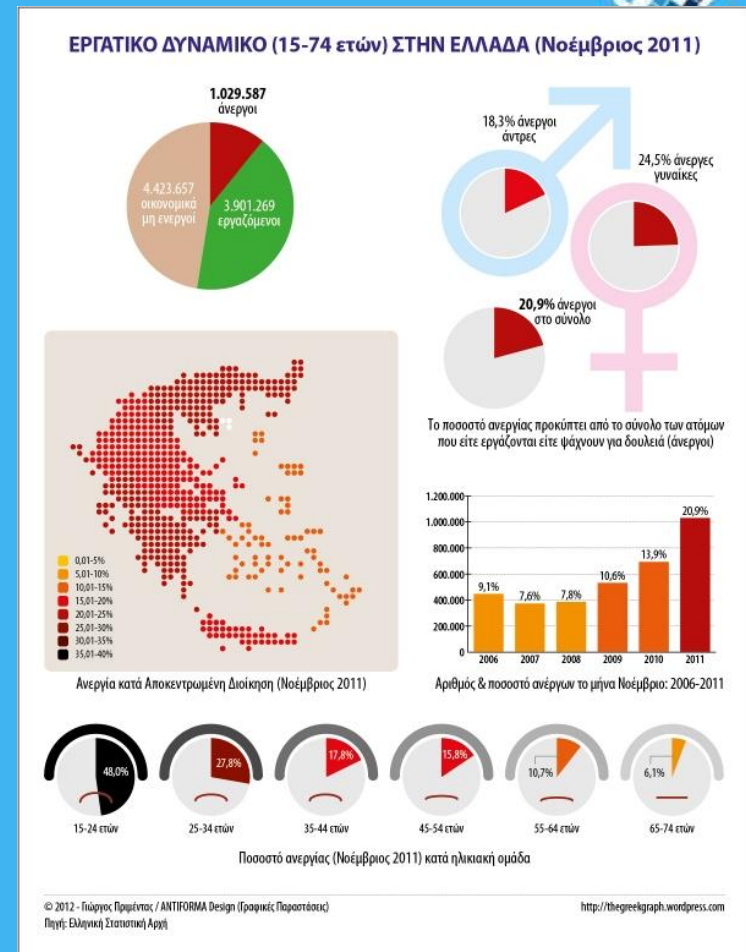 ΕΡΓΑΤΙΚΟ ΔΥΝΑΜΙΚΟ (15-74 ετών) ΣΤΗΝ ΕΛΛΑΔΑ (Νοέμβριος 2011)
1.029.587
άνεργοι
4.423.657
οικονομικά
μη ενεργοί
3.901.269
εργαζόμενοι
18,3% άνεργοι
άντρες
24,5% άνεργες
γυναίκες
20,9% άνεργοι
στο σύνολο
Το ποσοστό ανεργίας προκύπτει από το σύνολο των ατόμων
που είτε εργάζονται είτε ψάχνουν για δουλειά (άνεργοι)
0,01-5%
5,01-10%
10,01-15%
15,01-20%
20,01-25%
25,01-30%
30,01-35%
35,01-40%
Ανεργία κατά Αποκεντρωμένη Διοίκηση (Νοέμβριος 2011)
1.200.000
1.000.000
800.000
600.000
400.000
200.000
0
9,1%
7,6%
7,8%
10,6%
13,9%
20,9%
2006
2007
2008
2009
2010
2011
Αριθμός & ποσοστό ανέργων το μήνα Νοέμβριο: 2006-2011
48,0%
27,8%
17,8%
15,8%
10,7%
6,1%
15-24 ετών
25-34 ετών
35-44 ετών
45-54 ετών
55-64 ετών
65-74 ετών
Ποσοστό ανεργίας (Νοέμβριος 2011) κατά ηλικιακή ομάδα
© 2012 - Γιώργος Πριμέντας / ANTIFORMA Design (Γραφικές Παραστάσεις)
http://thegreekgraph.wordpress.com
Πηγή: Ελληνική Στατιστική Αρχή